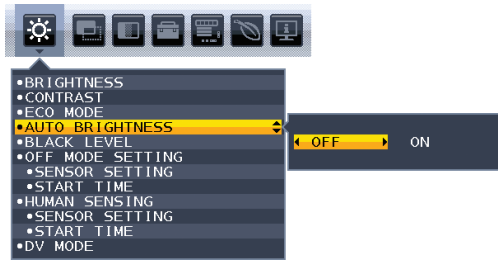 •BRIGHTNESS
•CONTRAST
•ECO MODE
•AUTO BRIGHTNESS
OFF ON
•BLACK LEVEL
•OFF MODE SETTING
•SENSOR SETTING
•START TIME
•HUMAN SENSING
•SENSOR SETTING
•START TIME
•DV MODE